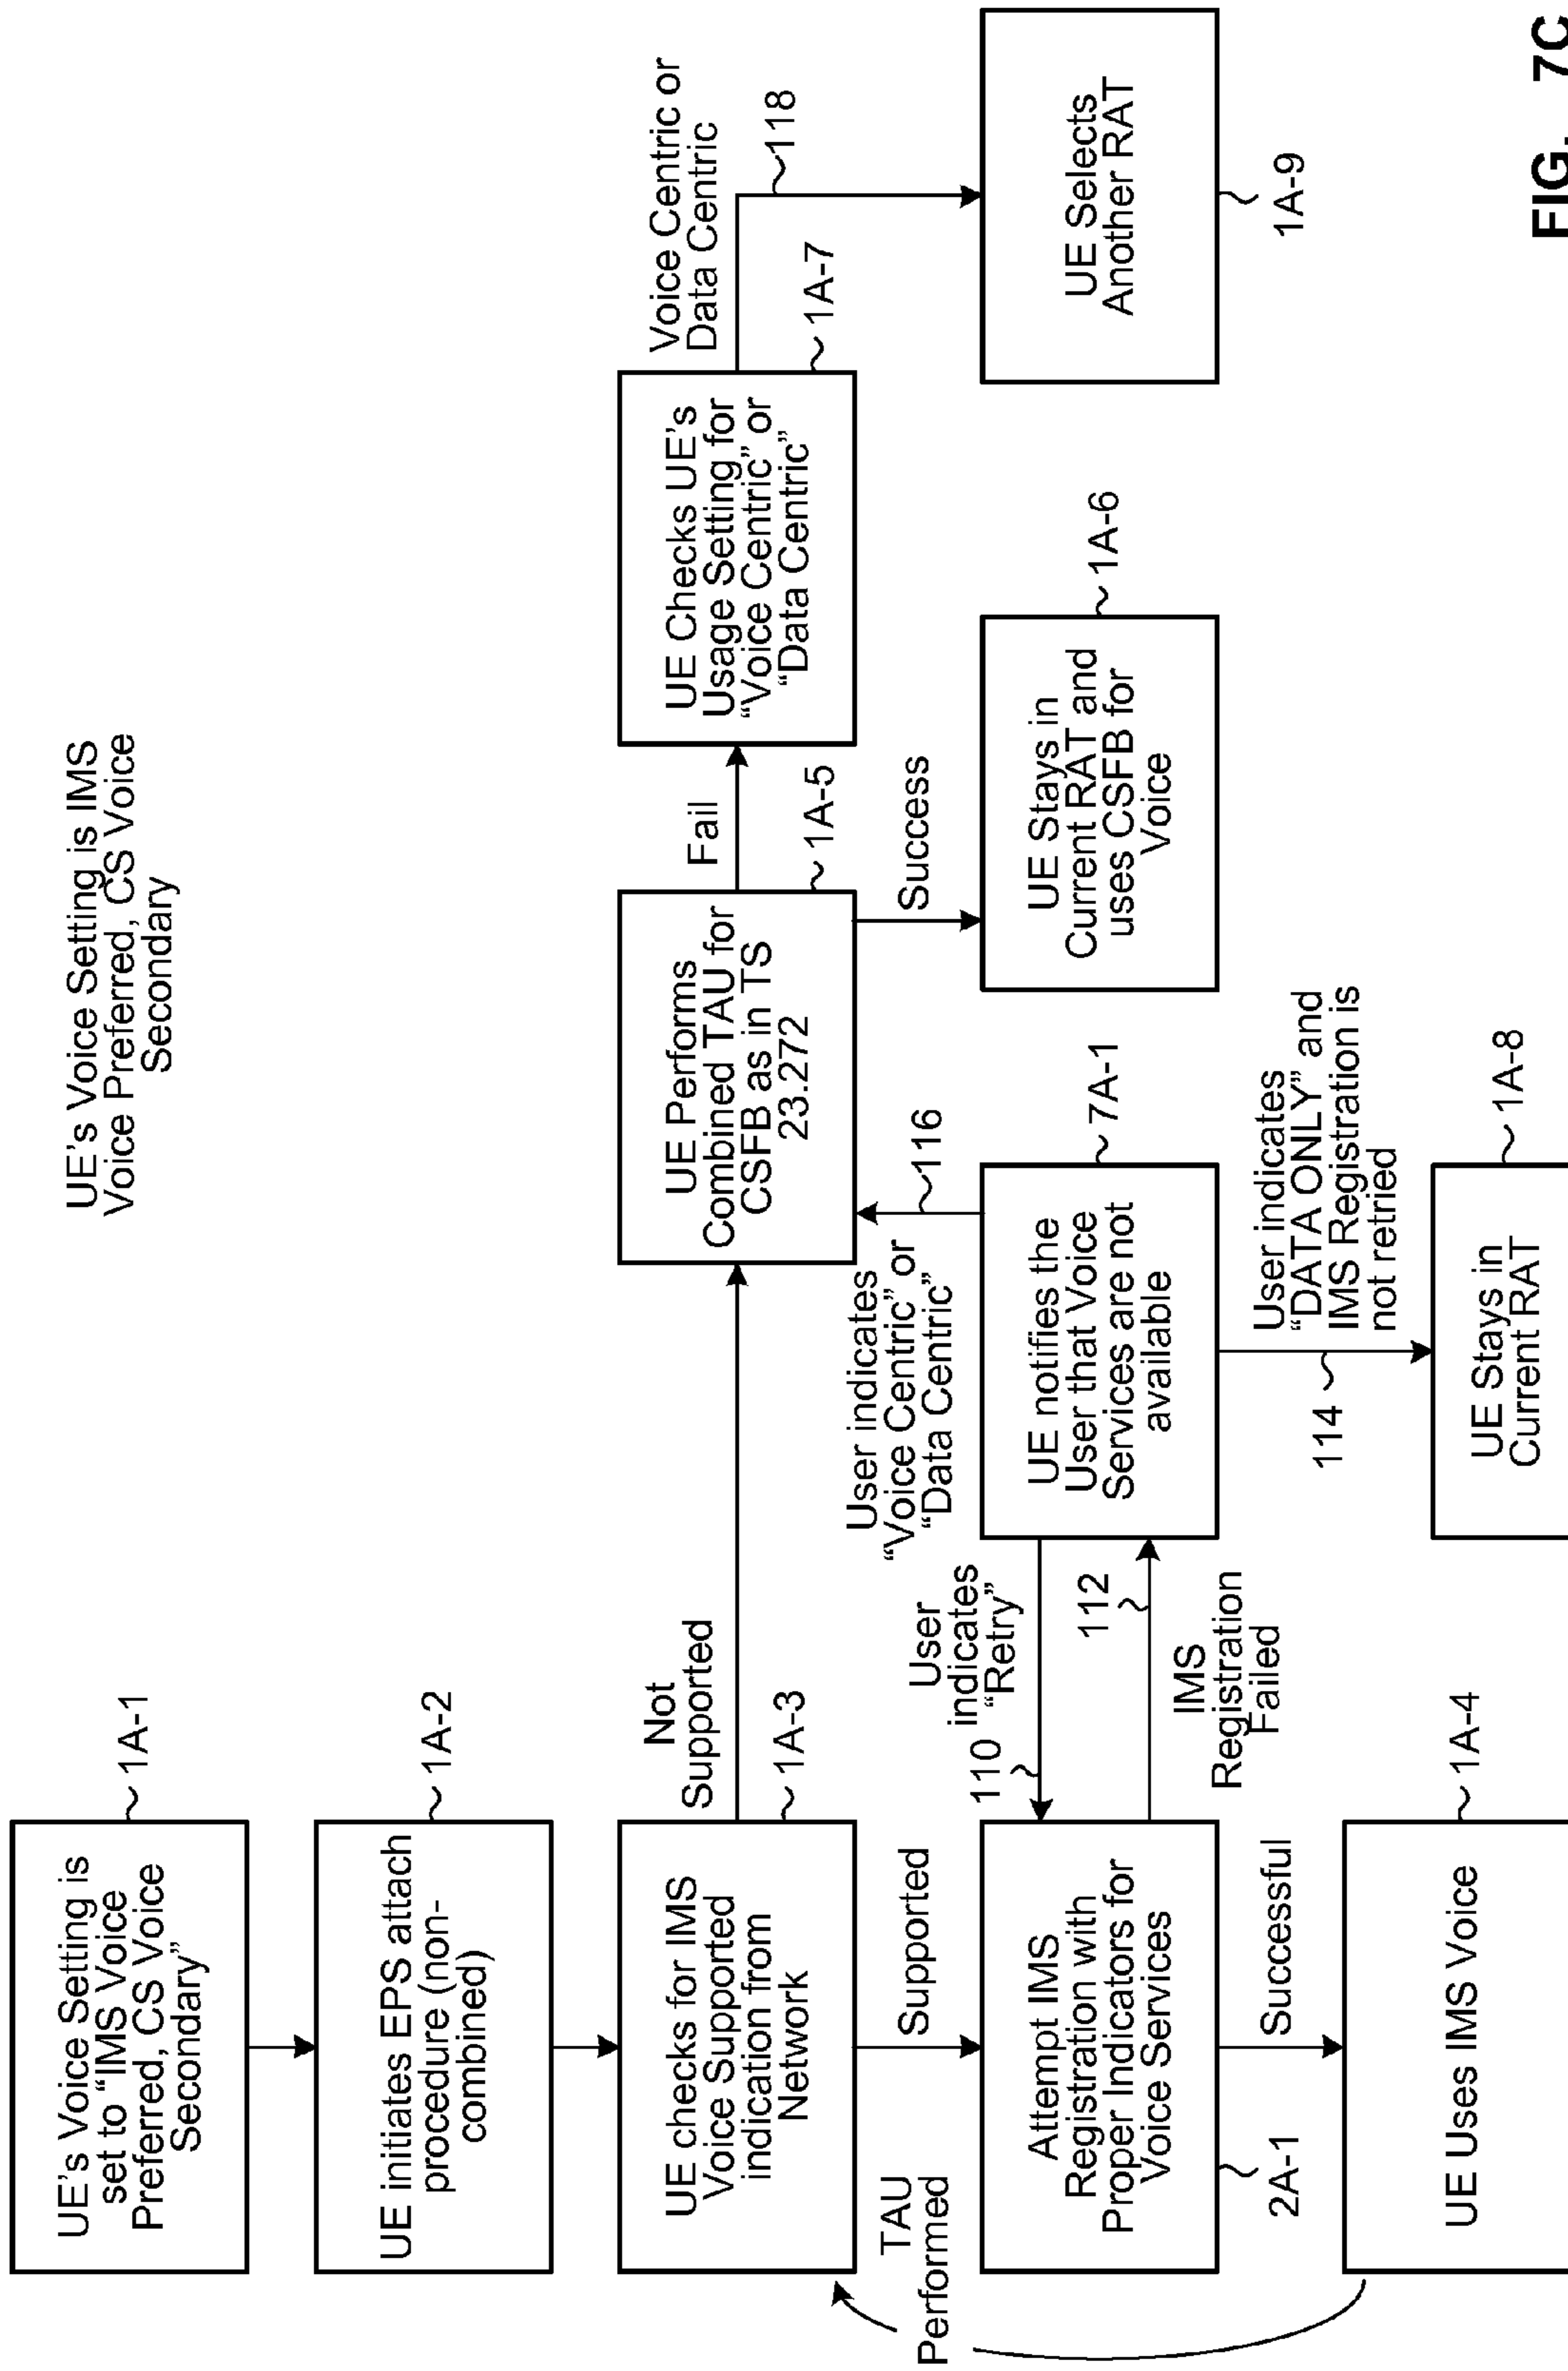 UE's Voice Setting is IMS
Voice Preferred, CS Voice
Secondary
UE's Voice Setting is
set to "IMS Voice
Preferred, CS Voice
Secondary"
1A-1
UE initiates EPS attach
procedure (non-
combined)
1A-2
UE checks for IMS
Voice Supported
indication from
Network
1A-3
Not
Supported
UE Performs
Combined TAU for
CSFB as in TS
23.272
1A-5
Fail
UE Checks UE's
Usage Setting for
"Voice Centric" or
"Data Centric"
1A-7
Voice Centric or
Data Centric
118
TAU
Performed
Supported
User indicates
"Voice Centric" or
"Data Centric"
116
Success
Attempt IMS
Registration with
Proper Indicators for
Voice Services
2A-1
User
indicates
"Retry"
110
112
IMS
Registration
Failed
UE notifies the
User that Voice
Services are not
available
7A-1
UE Stays in
Current RAT and
uses CSFB for
Voice
1A-6
UE Selects
Another RAT
1A-9
Successful
114
User indicates
"DATA ONLY" and
IMS Registration is
not retried
UE Uses IMS Voice
1A-4
UE Stays in
Current RAT
1A-8
FIG. 7C